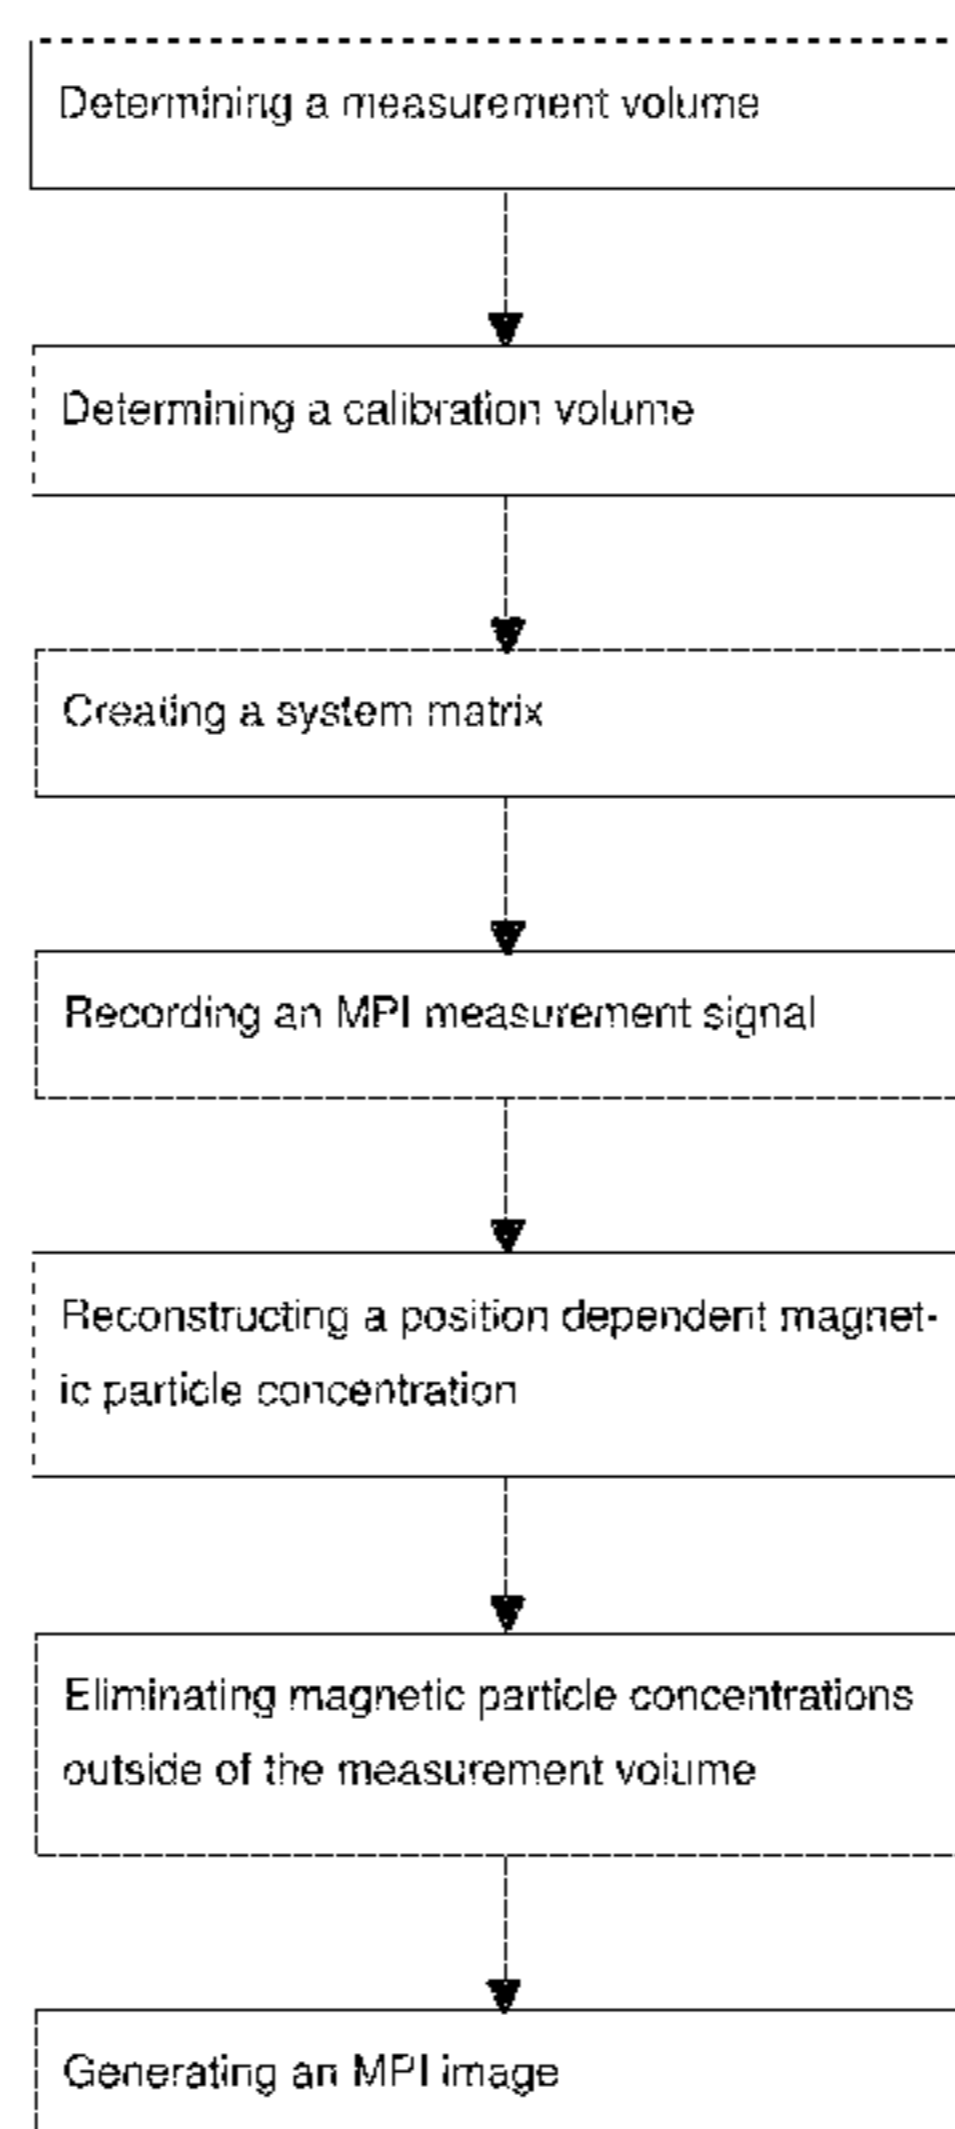 Determining a measurement volume
Determining a calibration volume
Creating a system matrix
Recording an MPI measurement signal
Reconstructing a position dependent magnet-
ic particle concentration
Eliminating magnetic particle concentrations
outside of the measurement volume
Generating an MPI image